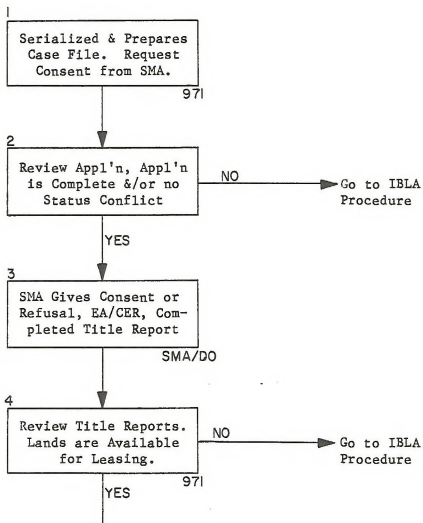 1
Serialized & Prepares
Case File. Request
Consent from SMA.
971
2
Review Appl'n, Appl'n
is Complete &/or no
Status Conflict
NO
Go to IBLA
Procedure
YES
3
SMA Gives Consent or
Refusal, EA/CER, Com-
pleted Title Report
SMA/DO
4
Review Title Reports.
Lands are Available
for Leasing.
NO
Go to IBLA
Procedure
971
YES